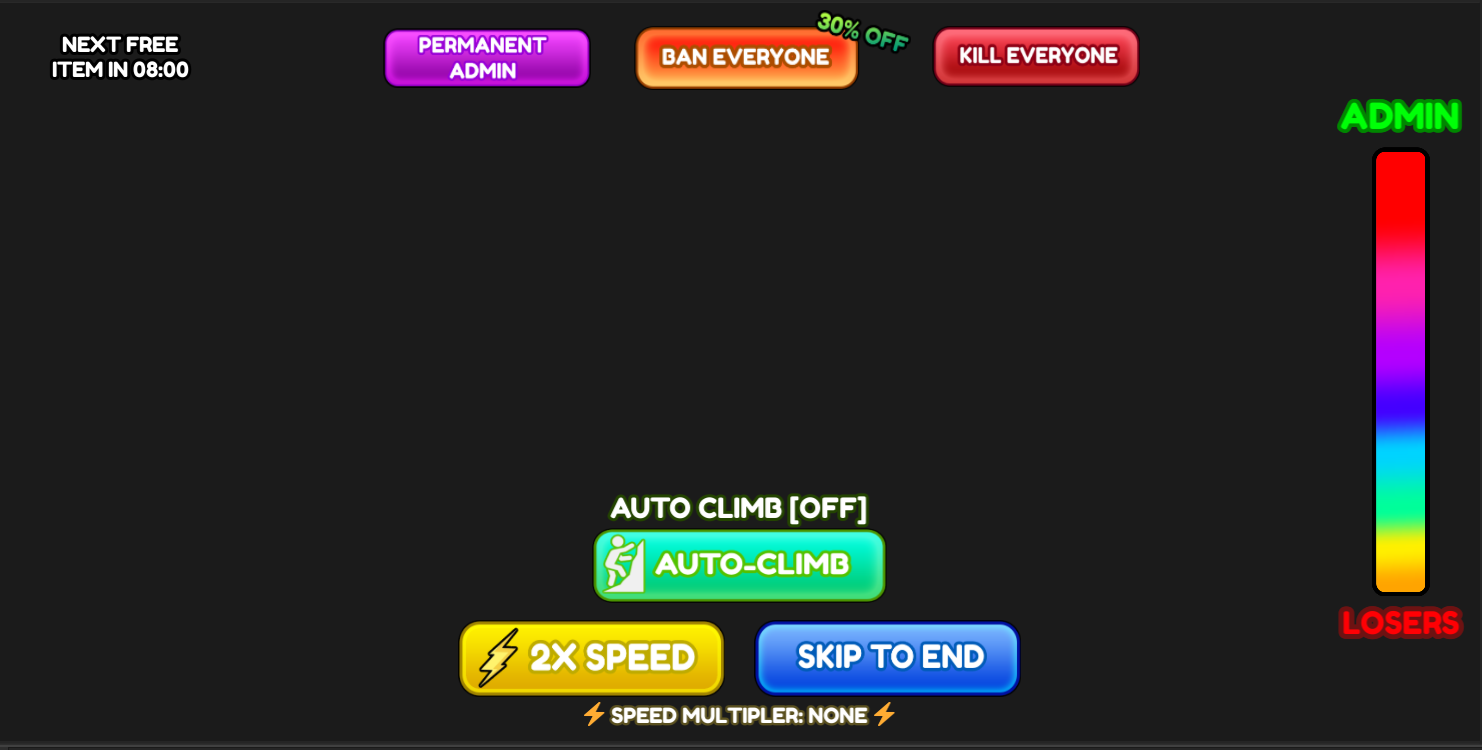 NEXT FREE
ITEM IN 08:00
PERMANENT
ADMIN
BAN EVERYONE
30% OFF
KILL EVERYONE
ADMIN
AUTO CLIMB [OFF]
AUTO-CLIMB
2X SPEED
SKIP TO END
LOSERS
⚡ SPEED MULTIPLER: NONE ⚡